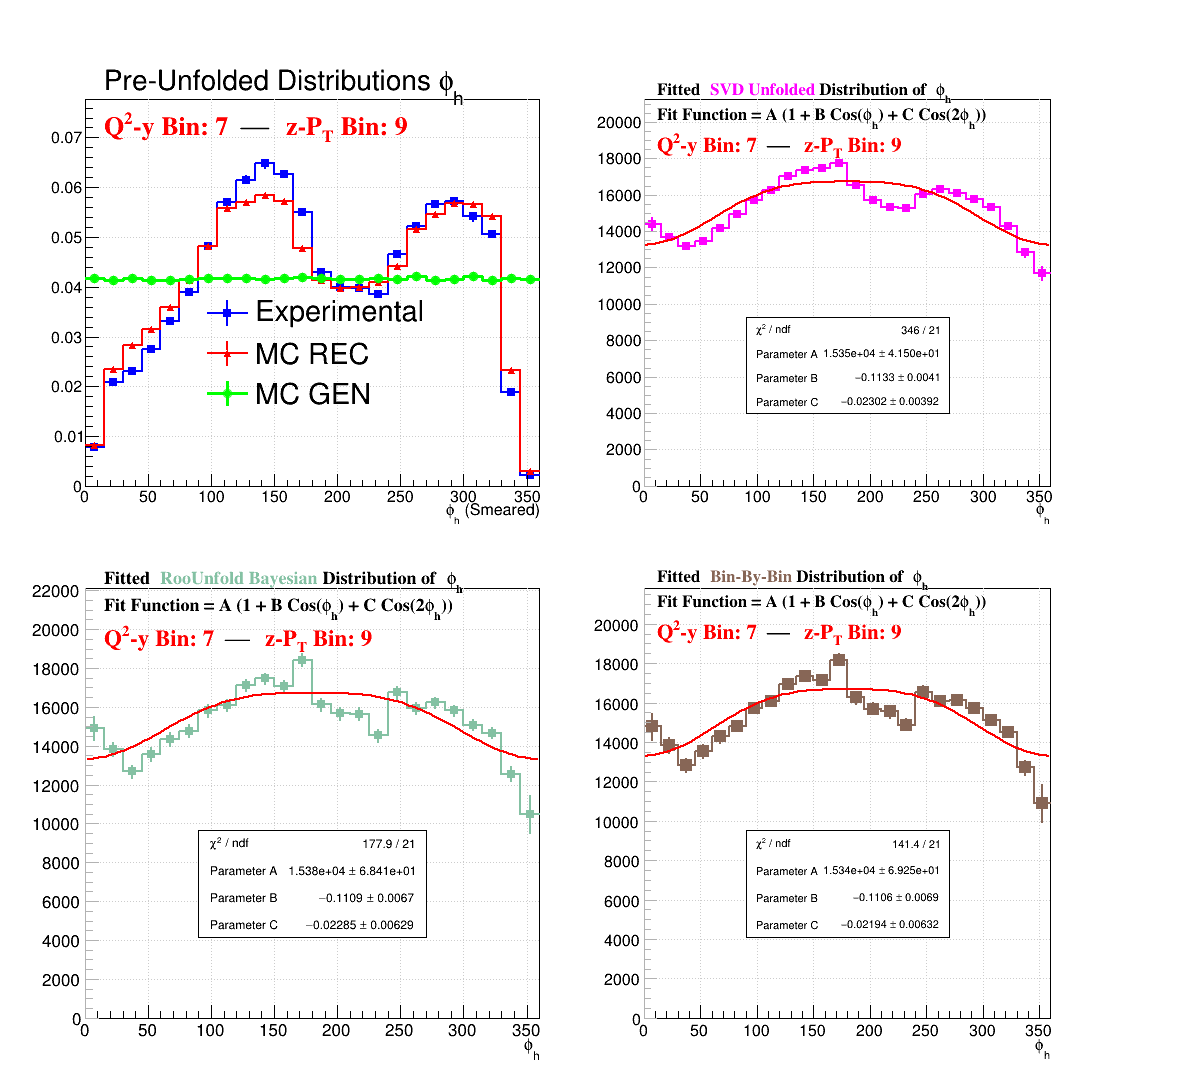 Pre-Unfolded Distributions ϕh
Q²-y Bin: 7 — z-PT Bin: 9
0.07
0.06
0.05
0.04
0.03
0.02
0.01
0
Experimental
MC REC
MC GEN
0 50 100 150 200 250 300 350
ϕh (Smeared)
Fitted SVD Unfolded Distribution of ϕh
Fit Function = A (1 + B Cos(ϕh) + C Cos(2ϕh))
Q²-y Bin: 7 — z-PT Bin: 9
20000
18000
16000
14000
12000
10000
8000
6000
4000
2000
0
χ² / ndf 346 / 21
Parameter A 1.535e+04 ± 4.150e+01
Parameter B −0.1133 ± 0.0041
Parameter C −0.02302 ± 0.00392
0 50 100 150 200 250 300 350
ϕh
Fitted RooUnfold Bayesian Distribution of ϕh
Fit Function = A (1 + B Cos(ϕh) + C Cos(2ϕh))
Q²-y Bin: 7 — z-PT Bin: 9
22000
20000
18000
16000
14000
12000
10000
8000
6000
4000
2000
0
χ² / ndf 177.9 / 21
Parameter A 1.538e+04 ± 6.841e+01
Parameter B −0.1109 ± 0.0067
Parameter C −0.02285 ± 0.00629
0 50 100 150 200 250 300 350
ϕh
Fitted Bin-By-Bin Distribution of ϕh
Fit Function = A (1 + B Cos(ϕh) + C Cos(2ϕh))
Q²-y Bin: 7 — z-PT Bin: 9
20000
18000
16000
14000
12000
10000
8000
6000
4000
2000
0
χ² / ndf 141.4 / 21
Parameter A 1.534e+04 ± 6.925e+01
Parameter B −0.1106 ± 0.0069
Parameter C −0.02194 ± 0.00632
0 50 100 150 200 250 300 350
ϕh